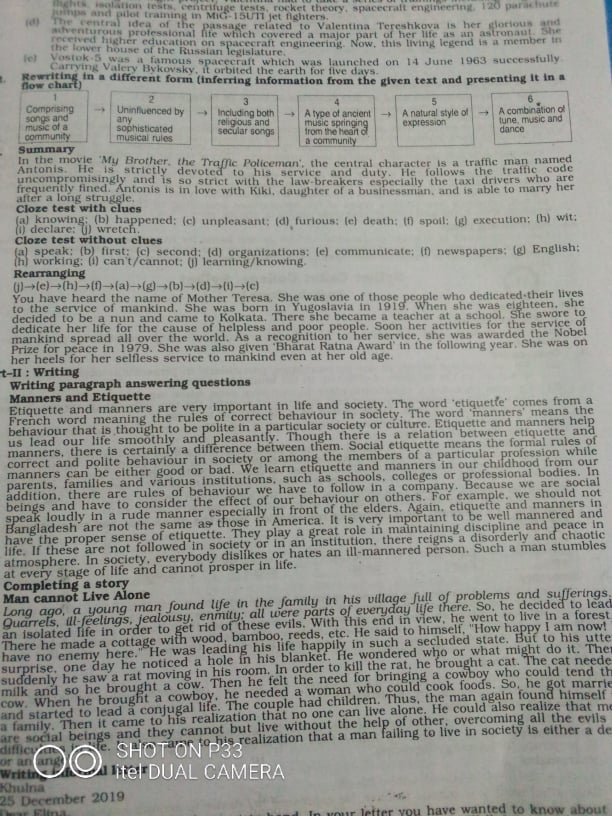 flights, isolation tests, centrifuge tests, rocket theory, spacecraft engineering, 120 parachute
jumps and pilot training in MiG-15UTI jet fighters.
(d) The central idea of the passage related to Valentina Tereshkova is her glorious and
adventurous professional life which covered a major part of her life as an astronaut. She
received higher education on spacecraft engineering. Now, this living legend is a member in
the lower house of the Russian legislature.
(e) Vostok-5 was a famous spacecraft which was launched on 14 June 1963 successfully.
Carrying Valery Bykovsky, it orbited the earth for five days.
Rewriting in a different form (inferring information from the given text and presenting it in a
flow chart)
1
Comprising
songs and
music of a
community
→
2
Uninfluenced by
any
sophisticated
musical rules
→
3
Including both
religious and
secular songs
→
4
A type of ancient
music springing
from the heart of
a community
→
5
A natural style of
expression
→
6
A combination of
tune, music and
dance
Summary
In the movie 'My Brother, the Traffic Policeman', the central character is a traffic man named
Antonis. He is strictly devoted to his service and duty. He follows the traffic code
uncompromisingly and is so strict with the law-breakers especially the taxi drivers who are
frequently fined. Antonis is in love with Kiki, daughter of a businessman, and is able to marry her
after a long struggle.
Cloze test with clues
(a) knowing; (b) happened; (c) unpleasant; (d) furious; (e) death; (f) spoil; (g) execution; (h) wit;
(i) declare; (j) wretch.
Cloze test without clues
(a) speak; (b) first; (c) second; (d) organizations; (e) communicate; (f) newspapers; (g) English;
(h) working; (i) can't/cannot; (j) learning/knowing.
Rearranging
(j)→(e)→(h)→(f)→(a)→(g)→(b)→(d)→(i)→(c)
You have heard the name of Mother Teresa. She was one of those people who dedicated-their lives
to the service of mankind. She was born in Yugoslavia in 1919. When she was eighteen, she
decided to be a nun and came to Kolkata. There she became a teacher at a school. She swore to
dedicate her life for the cause of helpless and poor people. Soon her activities for the service of
mankind spread all over the world. As a recognition to her service, she was awarded the Nobel
Prize for peace in 1979. She was also given 'Bharat Ratna Award' in the following year. She was on
her heels for her selfless service to mankind even at her old age.
t-II : Writing
Writing paragraph answering questions
Manners and Etiquette
Etiquette and manners are very important in life and society. The word 'etiquette' comes from a
French word meaning the rules of correct behaviour in society. The word 'manners' means the
behaviour that is thought to be polite in a particular society or culture. Etiquette and manners help
us lead our life smoothly and pleasantly. Though there is a relation between etiquette and
manners, there is certainly a difference between them. Social etiquette means the formal rules of
correct and polite behaviour in society or among the members of a particular profession while
manners can be either good or bad. We learn etiquette and manners in our childhood from our
parents, families and various institutions, such as schools, colleges or professional bodies. In
addition, there are rules of behaviour we have to follow in a company. Because we are social
beings and have to consider the effect of our behaviour on others. For example, we should not
speak loudly in a rude manner especially in front of the elders. Again, etiquette and manners in
Bangladesh are not the same as those in America. It is very important to be well mannered and
have the proper sense of etiquette. They play a great role in maintaining discipline and peace in
life. If these are not followed in society or in an institution, there reigns a disorderly and chaotic
atmosphere. In society, everybody dislikes or hates an ill-mannered person. Such a man stumbles
at every stage of life and cannot prosper in life.
Completing a story
Man cannot Live Alone
Long ago, a young man found life in the family in his village full of problems and sufferings.
Quarrels, ill-feelings, jealousy, enmity; all were parts of everyday life there. So, he decided to lead
an isolated life in order to get rid of these evils. With this end in view, he went to live in a forest.
There he made a cottage with wood, bamboo, reeds, etc. He said to himself, "How happy I am now!
have no enemy here." He was leading his life happily in such a secluded state. But to his utte
surprise, one day he noticed a hole in his blanket. He wondered who or what might do it. The
suddenly he saw a rat moving in his room. In order to kill the rat, he brought a cat. The cat neede
milk and so he brought a cow. Then he felt the need for bringing a cowboy who could tend th
cow. When he brought a cowboy, he needed a woman who could cook foods. So, he got marrie
and started to lead a conjugal life. The couple had children. Thus, the man again found himself
a family. Then it came to his realization that no one can live alone. He could also realize that me
are social beings and they cannot but live without the help of other, overcoming all the evils
difficult life. came to his realization that a man failing to live in society is either a de
or an ang
Writing
Khulna
25 December 2019
Dear
hand. In your letter you have wanted to know about
SHOT ON P33
itel DUAL CAMERA